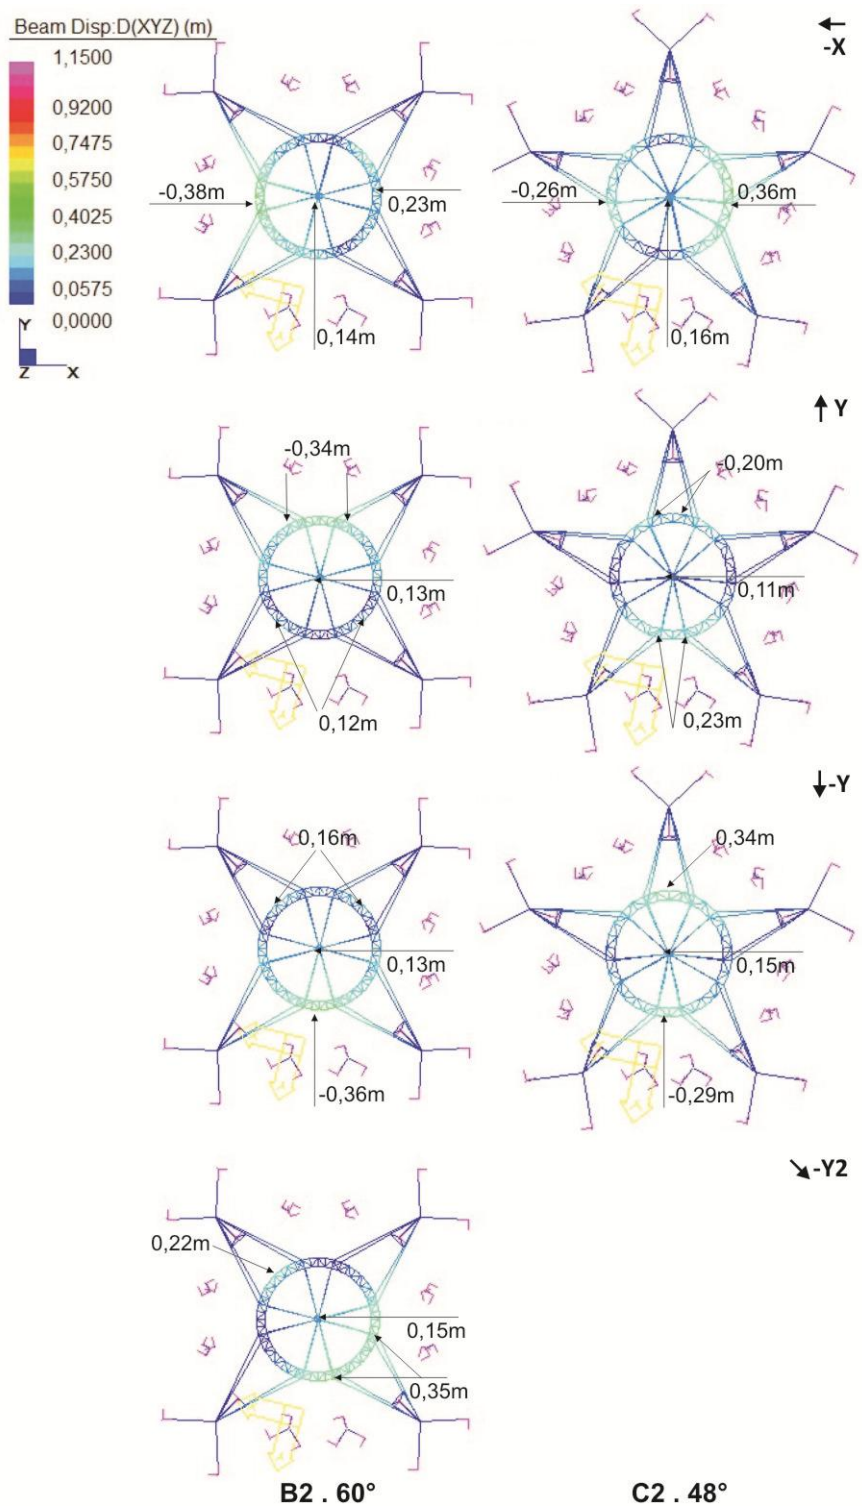 Beam Disp:D(XYZ) (m)
1,1500
0,9200
0,7475
0,5750
0,4025
0,2300
0,0575
0,0000
Y
Z
X
-X
-0,38m
0,23m
0,14m
-0,26m
0,36m
0,16m
Y
-0,34m
0,13m
0,12m
-0,20m
0,11m
0,23m
-Y
0,16m
0,13m
-0,36m
0,34m
0,15m
-0,29m
-Y2
0,22m
0,15m
0,35m
B2 . 60°
C2 . 48°